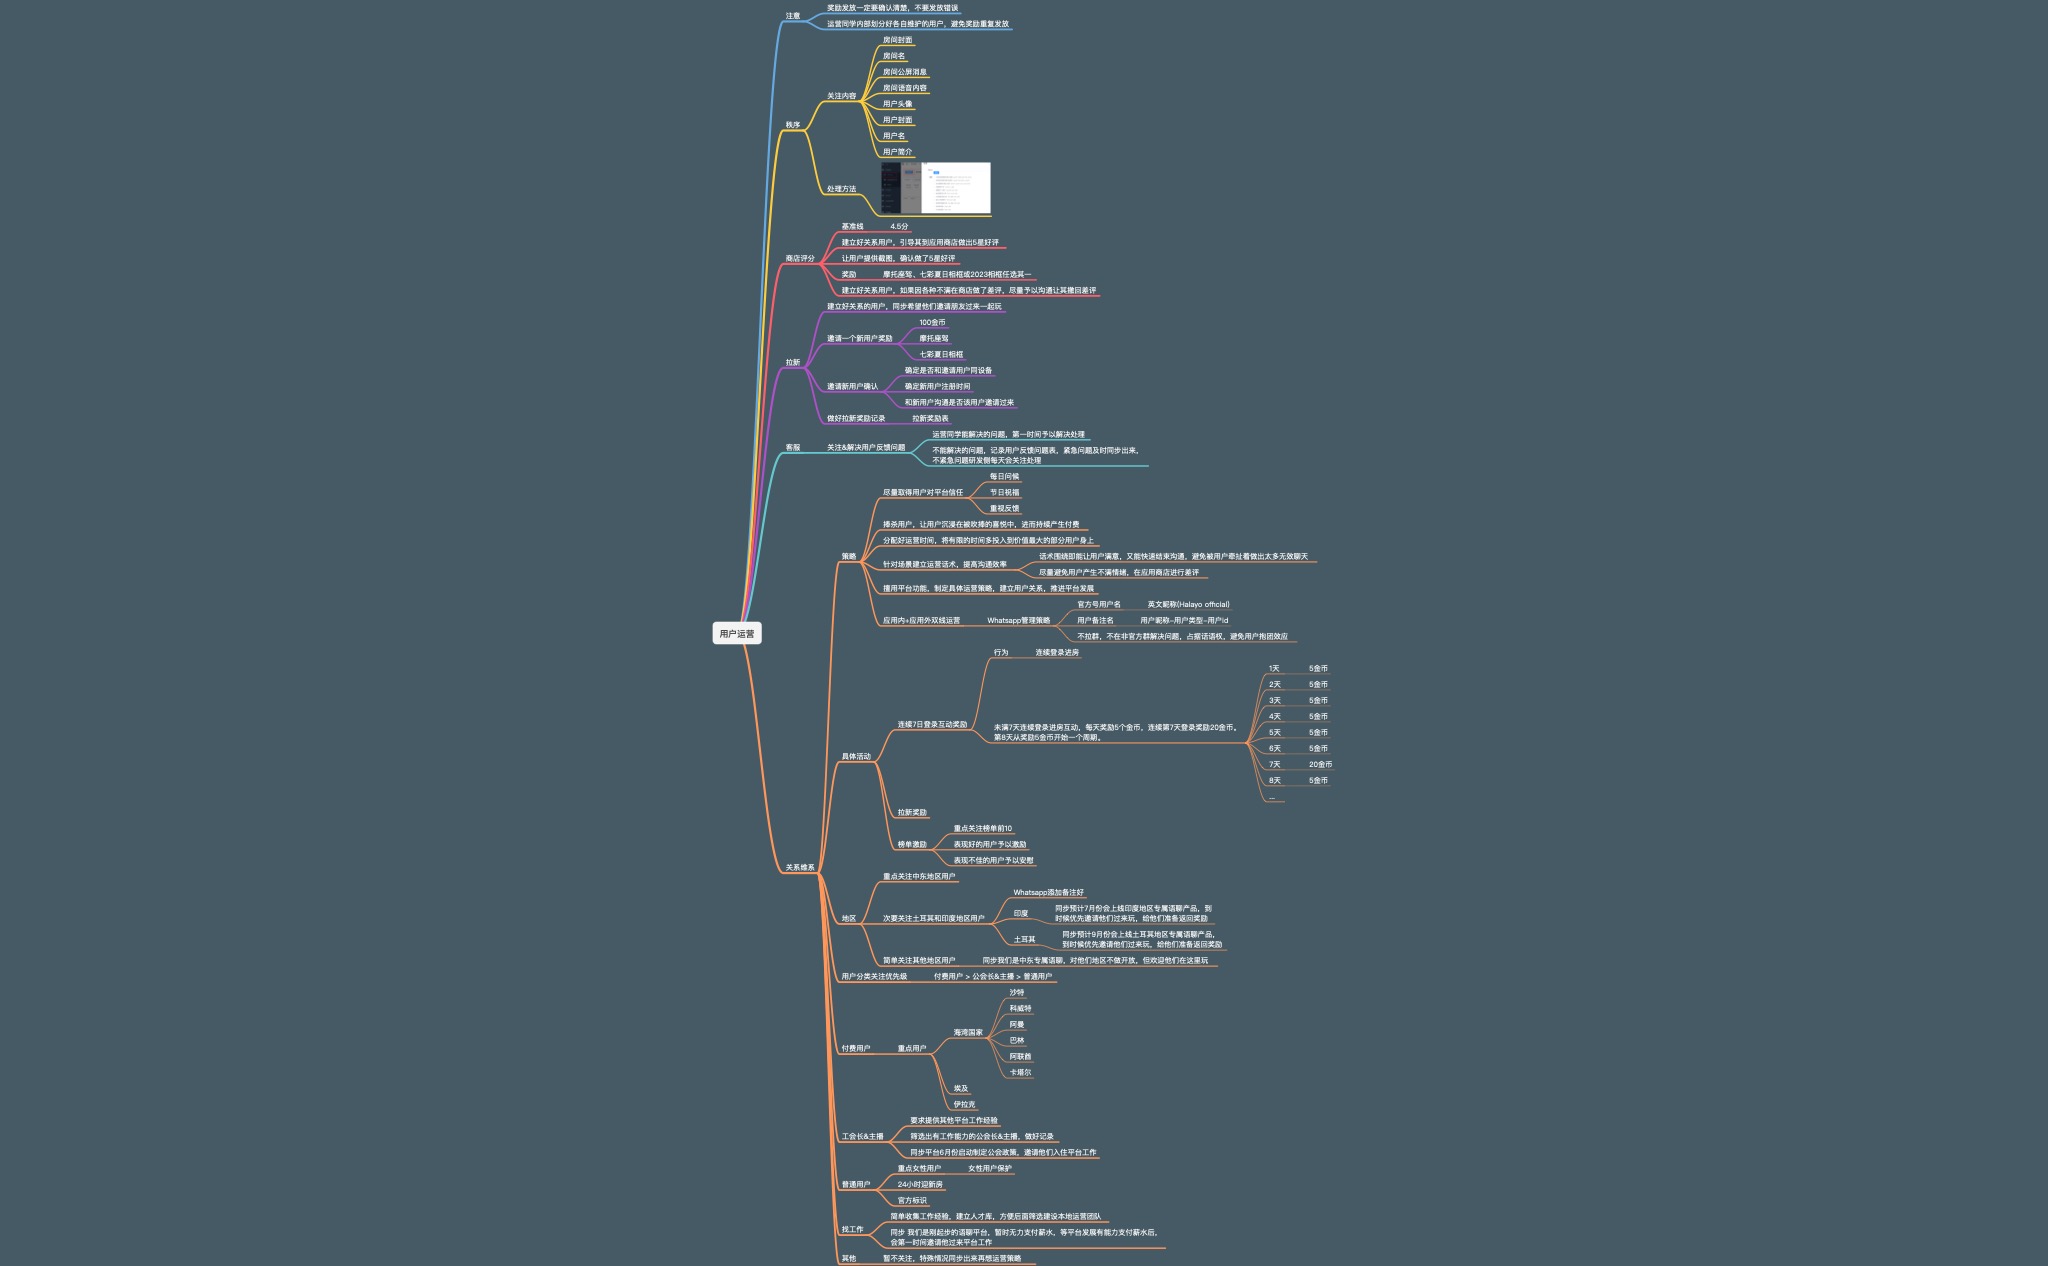 注意
奖励发放一定要确认清楚，不要发放错误
运营同学内部划分好各自维护的用户，避免奖励重复发放
秩序
关注内容
房间封面
房间名
房间公屏消息
房间语音内容
用户头像
用户封面
用户名
用户简介
处理方法
商店评分
基准线
4.5分
建立好关系用户，引导其到应用商店做出5星好评
让用户提供截图，确认做了5星好评
奖励
摩托座驾、七彩夏日相框或2023相框任选其一
建立好关系用户，如果因各种不满在商店做了差评，尽量予以沟通让其撤回差评
拉新
建立好关系的用户，同步希望他们邀请朋友过来一起玩
邀请一个新用户奖励
100金币
摩托座驾
七彩夏日相框
邀请新用户确认
确定是否和邀请用户同设备
确定新用户注册时间
和新用户沟通是否该用户邀请过来
做好拉新奖励记录
拉新奖励表
客服
关注&解决用户反馈问题
运营同学能解决的问题，第一时间予以解决处理
不能解决的问题，记录用户反馈问题表，紧急问题及时同步出来，
不紧急问题研发侧每天会关注处理
用户运营
关系维系
策略
尽量取得用户对平台信任
每日问候
节日祝福
重视反馈
捧杀用户，让用户沉浸在被吹捧的喜悦中，进而持续产生付费
分配好运营时间，将有限的时间多投入到价值最大的部分用户身上
针对场景建立运营话术，提高沟通效率
话术围绕即能让用户满意，又能快速结束沟通，避免被用户牵扯着做出太多无效聊天
尽量避免用户产生不满情绪，在应用商店进行差评
擅用平台功能，制定具体运营策略，建立用户关系，推进平台发展
应用内+应用外双线运营
Whatsapp管理策略
官方号用户名
英文昵称(Halayo official)
用户备注名
用户昵称-用户类型-用户id
不拉群，不在非官方群解决问题，占据话语权，避免用户抱团效应
具体活动
连续7日登录互动奖励
行为
连续登录进房
未满7天连续登录进房互动，每天奖励5个金币，连续第7天登录奖励20金币。
第8天从奖励5金币开始一个周期。
1天
5金币
2天
5金币
3天
5金币
4天
5金币
5天
5金币
6天
5金币
7天
20金币
8天
5金币
...
拉新奖励
榜单激励
重点关注榜单前10
表现好的用户予以激励
表现不佳的用户予以安慰
地区
重点关注中东地区用户
次要关注土耳其和印度地区用户
Whatsapp添加备注好
印度
同步预计7月份会上线印度地区专属语聊产品，到
时候优先邀请他们过来玩，给他们准备返回奖励
土耳其
同步预计9月份会上线土耳其地区专属语聊产品，
到时候优先邀请他们过来玩，给他们准备返回奖励
简单关注其他地区用户
同步我们是中东专属语聊，对他们地区不做开放，但欢迎他们在这里玩
用户分类关注优先级
付费用户 > 公会长&主播 > 普通用户
付费用户
重点用户
海湾国家
沙特
科威特
阿曼
巴林
阿联酋
卡塔尔
埃及
伊拉克
工会长&主播
要求提供其他平台工作经验
筛选出有工作能力的公会长&主播，做好记录
同步平台6月份启动制定公会政策，邀请他们入住平台工作
普通用户
重点女性用户
女性用户保护
24小时迎新房
官方标识
找工作
简单收集工作经验，建立人才库，方便后面筛选建设本地运营团队
同步 我们是刚起步的语聊平台，暂时无力支付薪水，等平台发展有能力支付薪水后，
会第一时间邀请他过来平台工作
其他
暂不关注，特殊情况同步出来再想运营策略